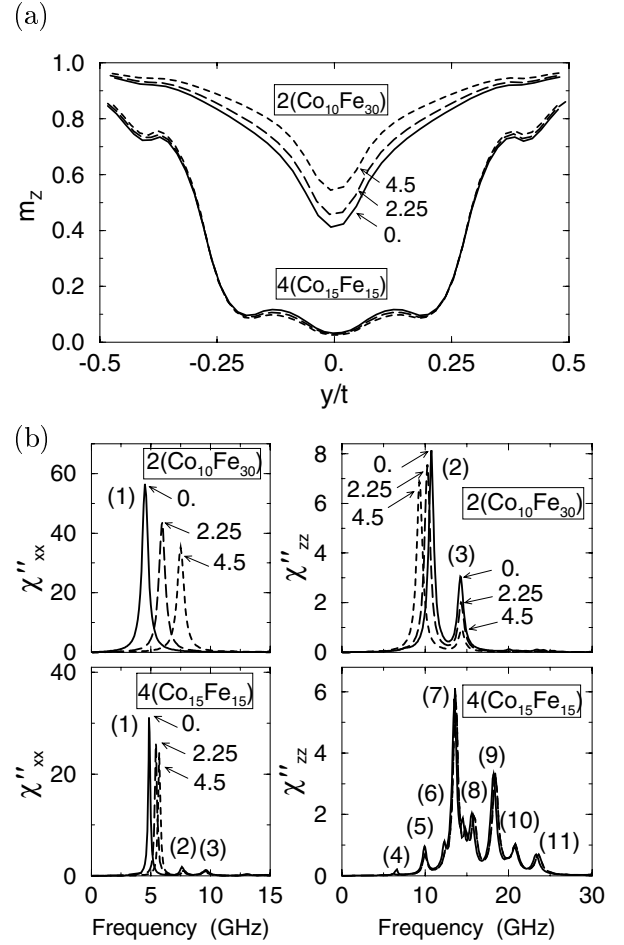 (a)
1.0
0.8
0.6
0.4
0.2
0.0
m_z
2(Co₁₀Fe₃₀)
4.5
2.25
0.
4(Co₁₅Fe₁₅)
-0.5 -0.25 0. 0.25 0.5
y/t
(b)
60
40
20
0
χ''xx
2(Co₁₀Fe₃₀)
(1)
0.
2.25
4.5
8
6
4
2
0
χ''zz
0.
2.25
4.5
(2)
2(Co₁₀Fe₃₀)
(3)
0.
2.25
4.5
40
20
0
χ''xx
4(Co₁₅Fe₁₅)
(1)
0.
2.25
4.5
(2) (3)
0 5 10 15
Frequency (GHz)
6
4
2
0
χ''zz
(7)
4(Co₁₅Fe₁₅)
(9)
(6)
(8)
(5)
(10)
(4)
(11)
0 10 20 30
Frequency (GHz)